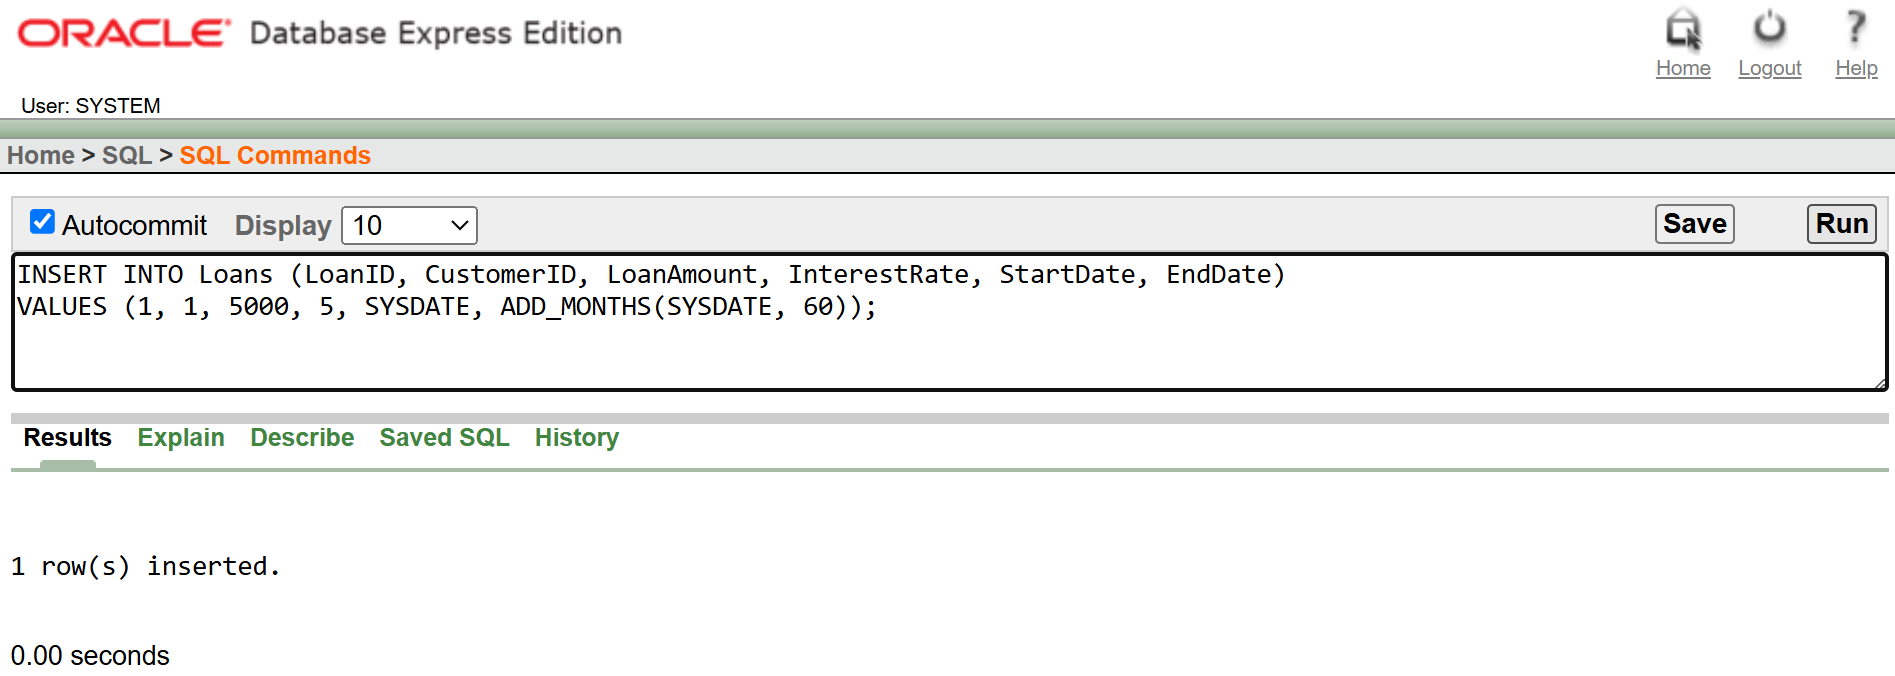 ORACLE Database Express Edition
Home Logout Help
User: SYSTEM
Home > SQL > SQL Commands
Autocommit Display 10 Save Run
INSERT INTO Loans (LoanID, CustomerID, LoanAmount, InterestRate, StartDate, EndDate)
VALUES (1, 1, 5000, 5, SYSDATE, ADD_MONTHS(SYSDATE, 60));
Results Explain Describe Saved SQL History
1 row(s) inserted.
0.00 seconds